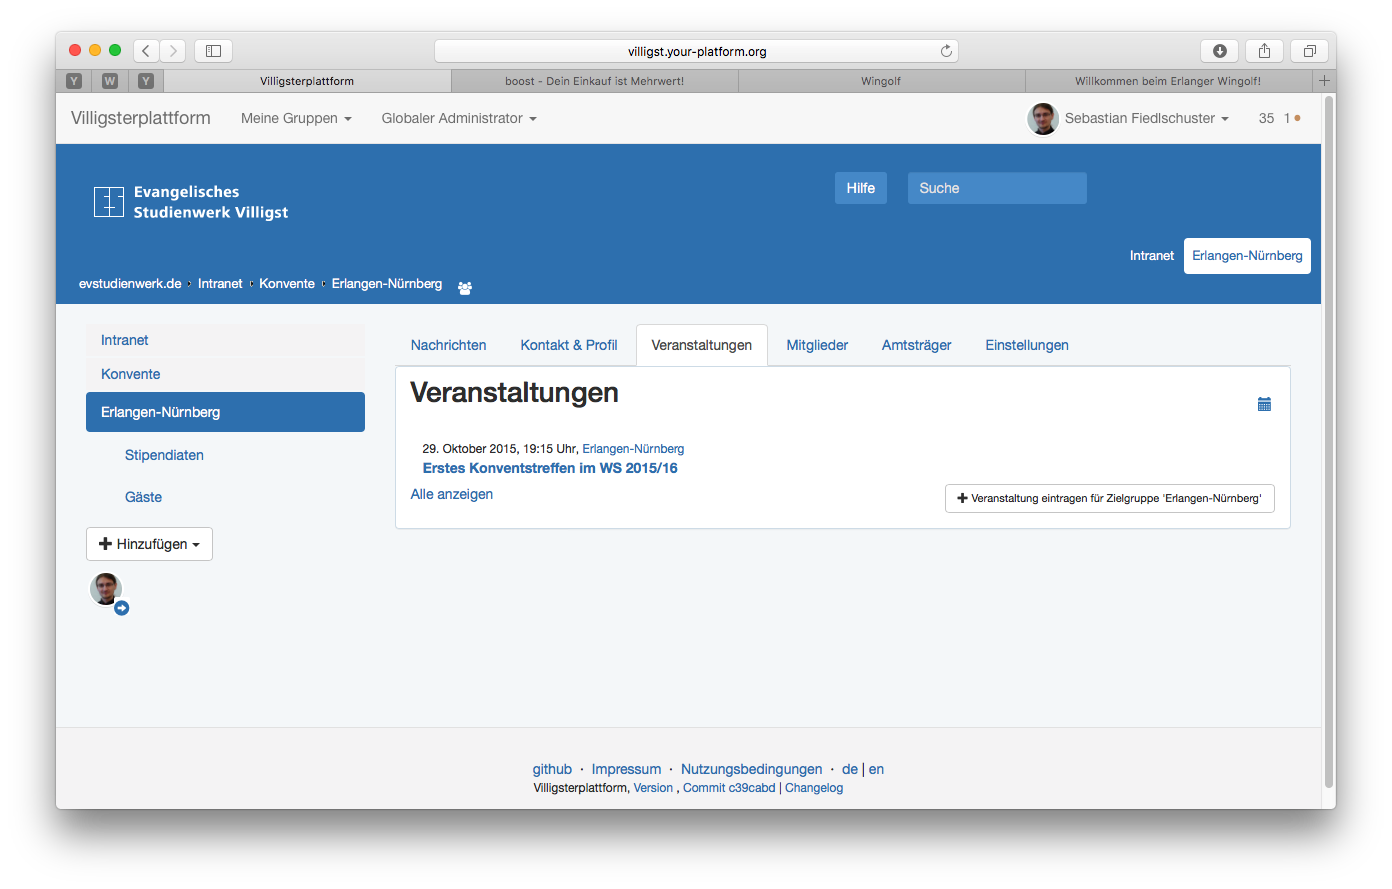 villigst.your-platform.org
Y W Y Villigsterplattform boost - Dein Einkauf ist Mehrwert! Wingolf Willkommen beim Erlanger Wingolf!
Villigsterplattform Meine Gruppen Globaler Administrator Sebastian Fiedlschuster 35 1
Evangelisches
Studienwerk Villigst
Hilfe Suche
Intranet Erlangen-Nürnberg
evstudienwerk.de › Intranet › Konvente › Erlangen-Nürnberg
Intranet
Konvente
Erlangen-Nürnberg
Stipendiaten
Gäste
+ Hinzufügen
Nachrichten Kontakt & Profil Veranstaltungen Mitglieder Amtsträger Einstellungen
Veranstaltungen
29. Oktober 2015, 19:15 Uhr, Erlangen-Nürnberg
Erstes Konventstreffen im WS 2015/16
Alle anzeigen
+ Veranstaltung eintragen für Zielgruppe 'Erlangen-Nürnberg'
github · Impressum · Nutzungsbedingungen · de | en
Villigsterplattform, Version , Commit c39cabd | Changelog